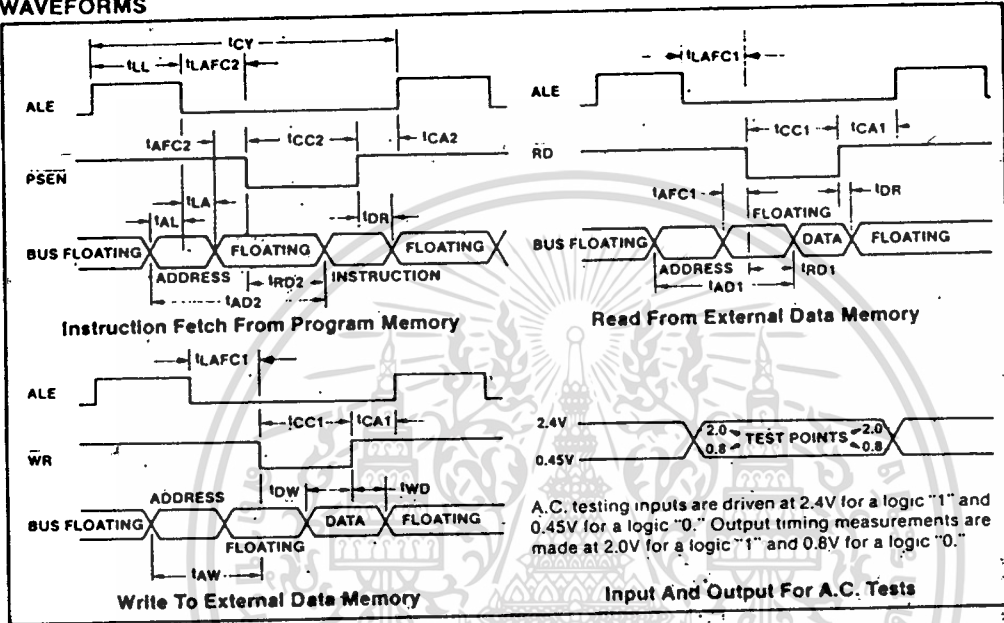 WAVEFORMS
tCY
tLL
tLAFC2
ALE
tAFC2
tCC2
tCA2
PSEN
tLA
tAL
tDR
BUS FLOATING
FLOATING
FLOATING
ADDRESS
tRD2
INSTRUCTION
tAD2
Instruction Fetch From Program Memory
tLAFC1
ALE
tCC1
tCA1
RD
tAFC1
tDR
FLOATING
BUS FLOATING
DATA
FLOATING
ADDRESS
tRD1
tAD1
Read From External Data Memory
tLAFC1
ALE
tCC1
tCA1
WR
tDW
tWD
ADDRESS
BUS FLOATING
DATA
FLOATING
FLOATING
tAW
Write To External Data Memory
2.4V
2.0
TEST POINTS
2.0
0.8
0.8
0.45V
A.C. testing inputs are driven at 2.4V for a logic "1" and
0.45V for a logic "0." Output timing measurements are
made at 2.0V for a logic "1" and 0.8V for a logic "0."
Input And Output For A.C. Tests